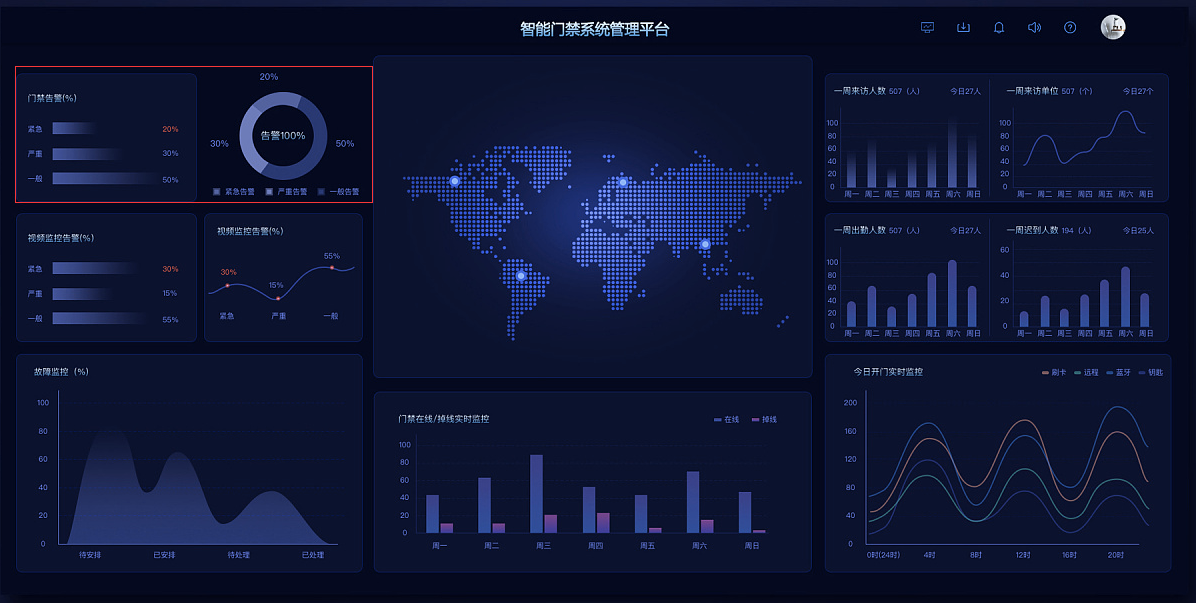 智能门禁系统管理平台
门禁告警(%)
紧急 20%
严重 30%
一般 50%
20%
30%
50%
告警100%
紧急告警 严重告警 一般告警
视频监控告警(%)
紧急 30%
严重 15%
一般 55%
视频监控告警(%)
30%
15%
55%
紧急 严重 一般
故障监控 (%)
100
80
60
40
20
0
待安排 已安排 待处理 已处理
门禁在线/掉线实时监控
在线 掉线
100
80
60
40
20
0
周一 周二 周三 周四 周五 周六 周日
一周来访人数 507（人） 今日27人
100
80
60
40
20
0
周一 周二 周三 周四 周五 周六 周日
一周来访单位 507（个） 今日27个
100
80
60
40
20
0
周一 周二 周三 周四 周五 周六 周日
一周出勤人数 507（人） 今日27人
100
80
60
40
20
0
周一 周二 周三 周四 周五 周六 周日
一周迟到人数 194（人） 今日25人
60
40
20
0
周一 周二 周三 周四 周五 周六 周日
今日开门实时监控
刷卡 远程 蓝牙 钥匙
200
160
120
80
40
0
0时(24时) 4时 8时 12时 16时 20时